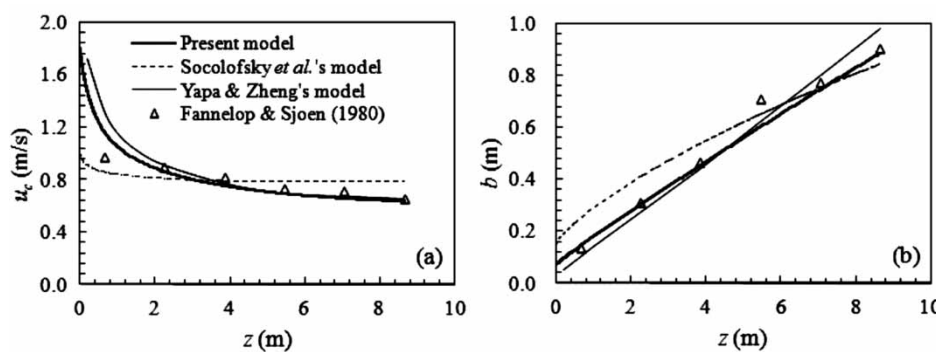 2.0
1.6
1.2
0.8
0.4
0.0
u_c (m/s)
Present model
Socolofsky et al.'s model
Yapa & Zheng's model
Fannelop & Sjoen (1980)
(a)
0 2 4 6 8 10
z (m)
1.0
0.8
0.6
0.4
0.2
0.0
b (m)
(b)
0 2 4 6 8 10
z (m)